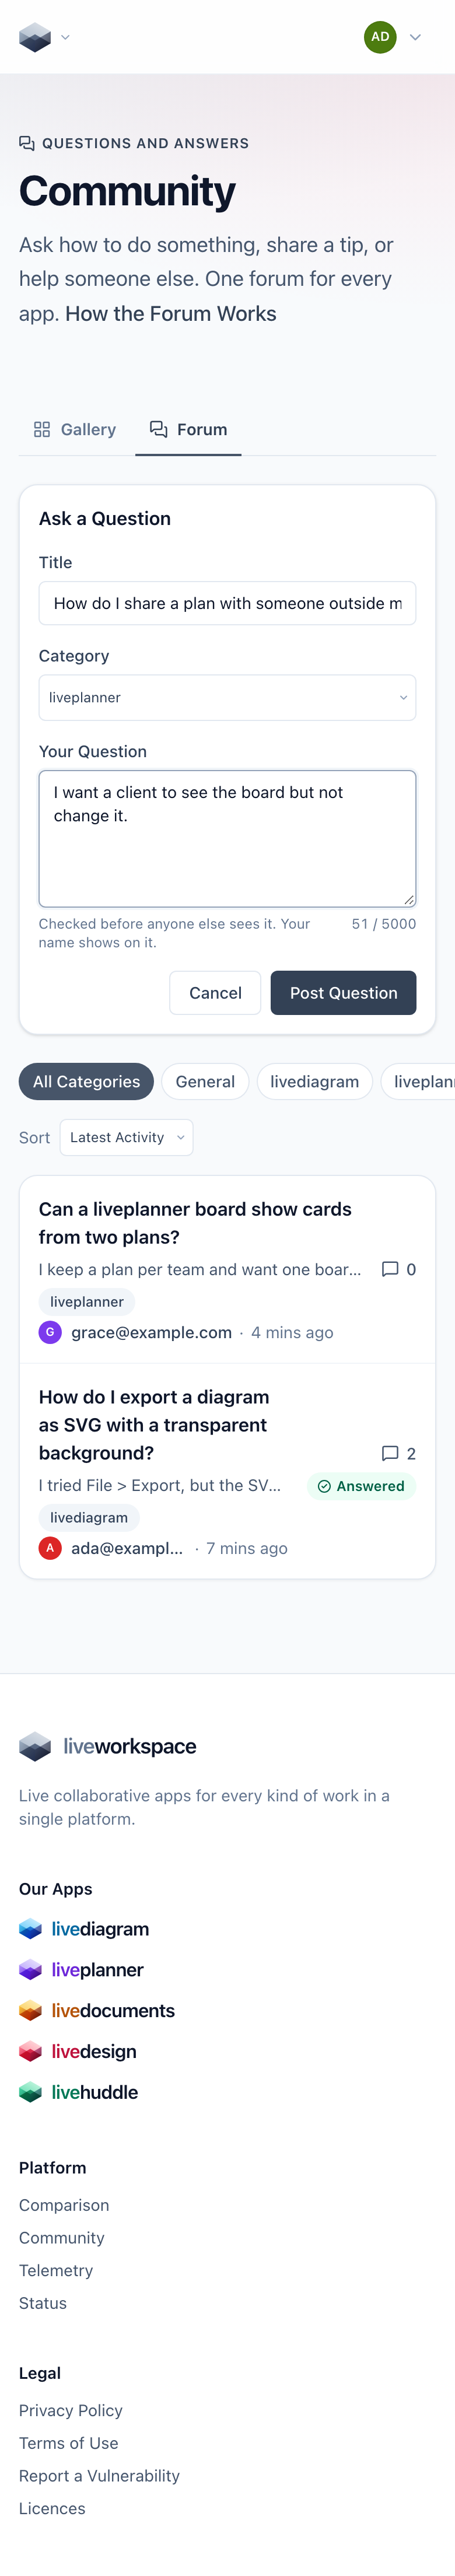 AD
QUESTIONS AND ANSWERS
Community
Ask how to do something, share a tip, or
help someone else. One forum for every
app. How the Forum Works
Gallery
Forum
Ask a Question
Title
How do I share a plan with someone outside m
Category
liveplanner
Your Question
I want a client to see the board but not
change it.
Checked before anyone else sees it. Your
name shows on it.
51 / 5000
Cancel
Post Question
All Categories
General
livediagram
liveplann
Sort
Latest Activity
Can a liveplanner board show cards
from two plans?
I keep a plan per team and want one boar...
0
liveplanner
G grace@example.com · 4 mins ago
How do I export a diagram
as SVG with a transparent
background?
2
I tried File > Export, but the SV...
Answered
livediagram
A ada@exampl... · 7 mins ago
liveworkspace
Live collaborative apps for every kind of work in a
single platform.
Our Apps
livediagram
liveplanner
livedocuments
livedesign
livehuddle
Platform
Comparison
Community
Telemetry
Status
Legal
Privacy Policy
Terms of Use
Report a Vulnerability
Licences